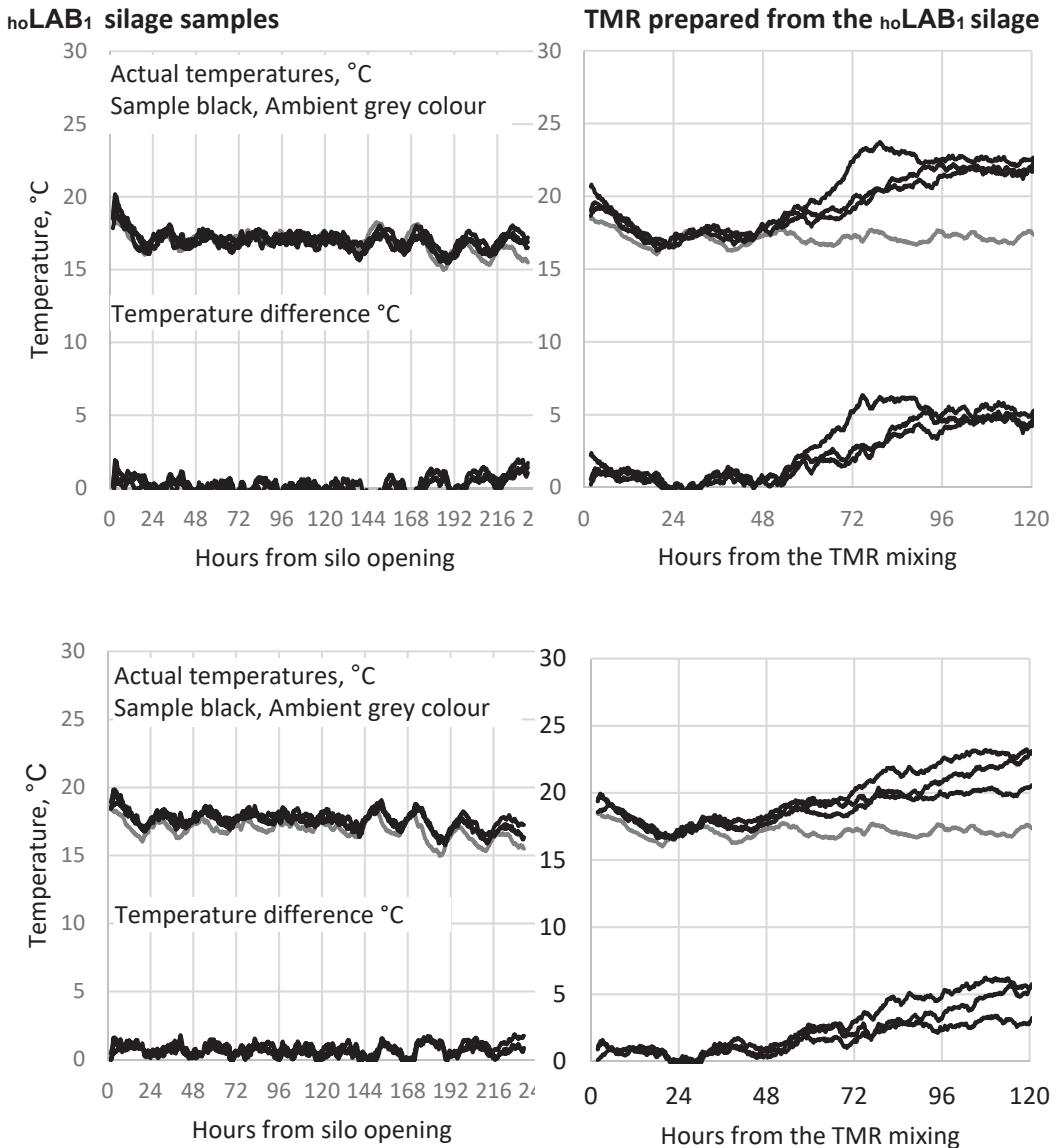 hoLAB1 silage samples
TMR prepared from the hoLAB1 silage
30
25
20
15
10
5
0
Temperature, °C
Actual temperatures, °C
Sample black, Ambient grey colour
Temperature difference °C
0 24 48 72 96 120 144 168 192 216 2
Hours from silo opening
30
25
20
15
10
5
0
0 24 48 72 96 120
Hours from the TMR mixing
30
25
20
15
10
5
0
Temperature, °C
Actual temperatures, °C
Sample black, Ambient grey colour
Temperature difference °C
0 24 48 72 96 120 144 168 192 216 24
Hours from silo opening
30
25
20
15
10
5
0
0 24 48 72 96 120
Hours from the TMR mixing